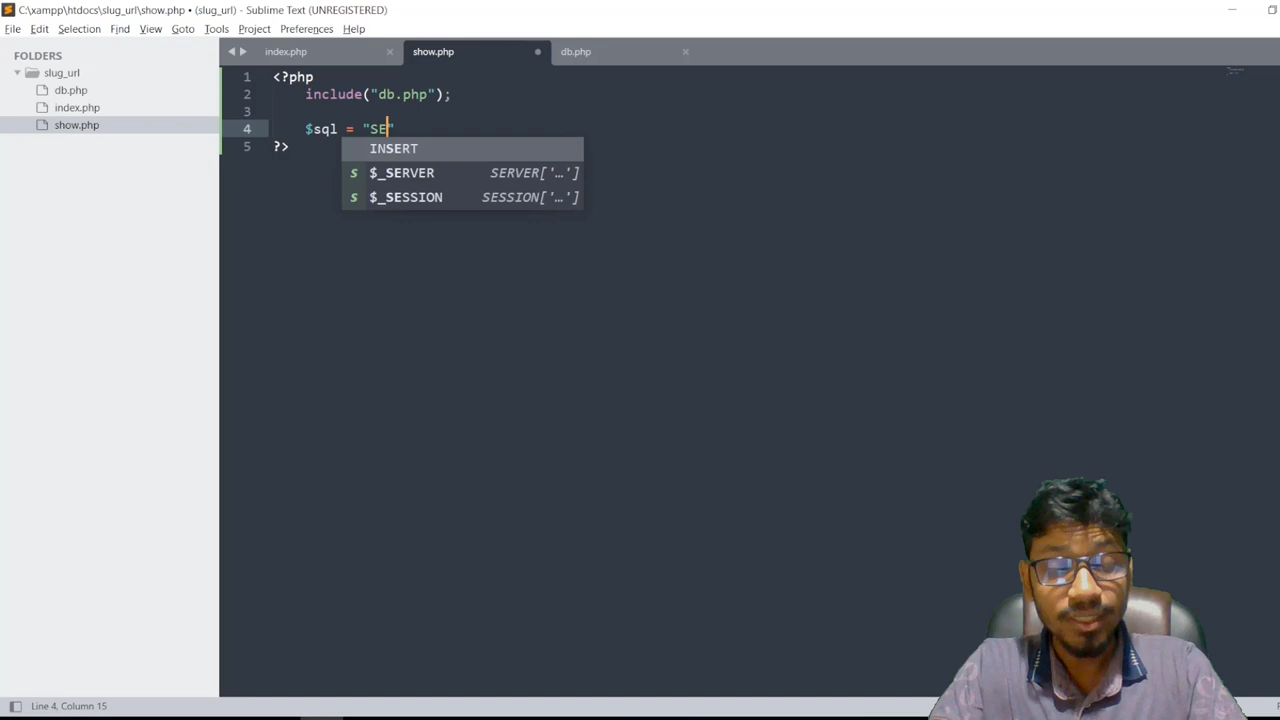 C:\xampp\htdocs\slug_url\show.php • (slug_url) - Sublime Text (UNREGISTERED)
File Edit Selection Find View Goto Tools Project Preferences Help
FOLDERS
slug_url
db.php
index.php
show.php
index.php show.php db.php
1 <?php
2 include("db.php");
3
4 $sql = "SE"
5 ?>
INSERT
s $_SERVER SERVER['…']
s $_SESSION SESSION['…']
Line 4, Column 15